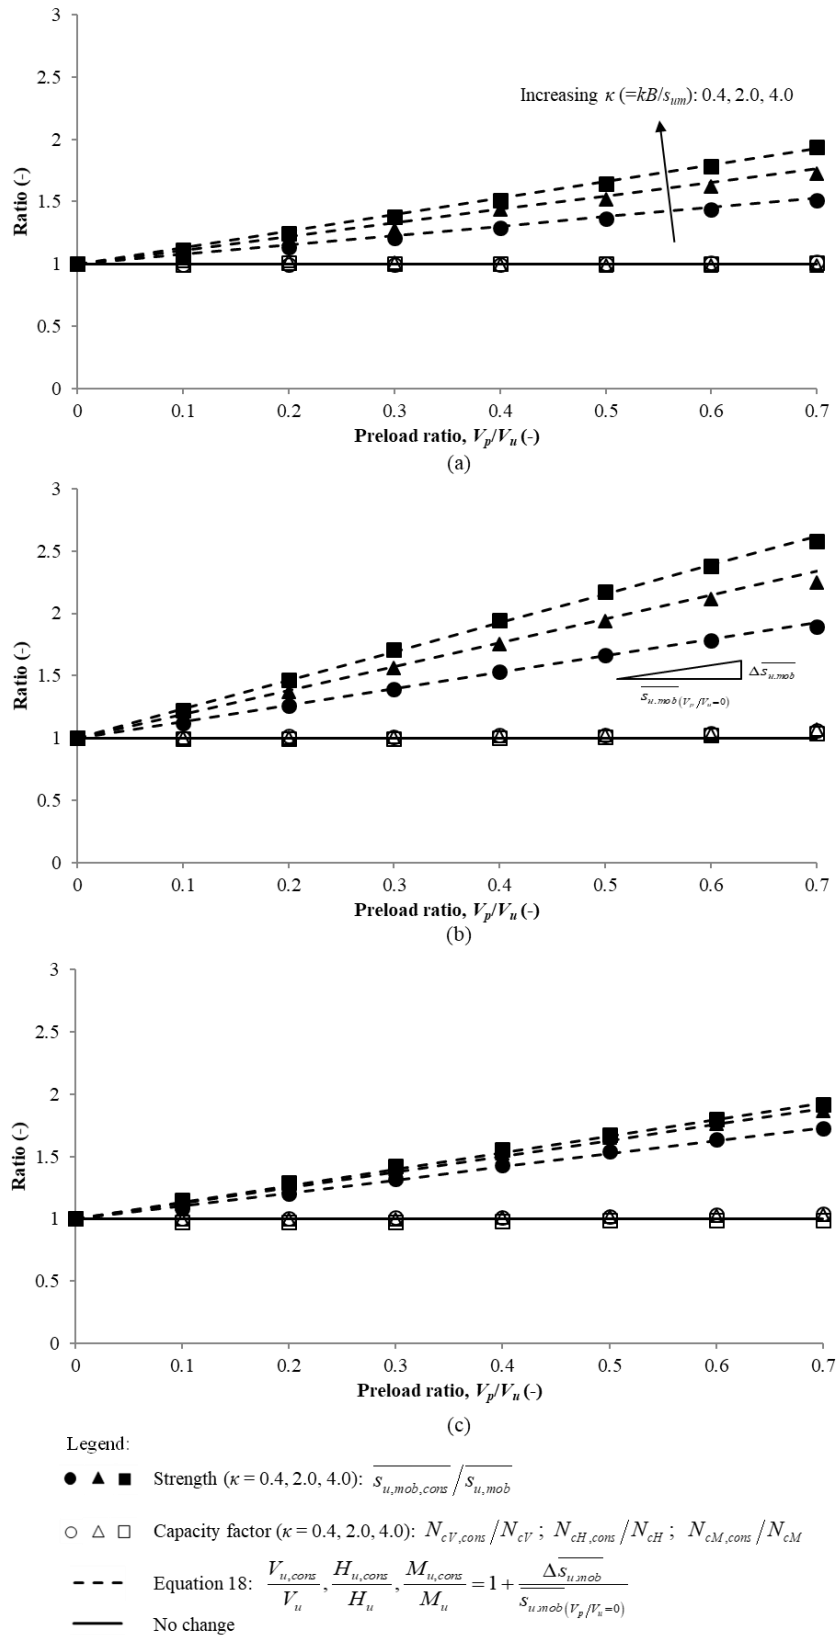 3
2.5
Increasing κ (=kB/sum): 0.4, 2.0, 4.0
2
1.5
1
0.5
0
Ratio (-)
0 0.1 0.2 0.3 0.4 0.5 0.6 0.7
Preload ratio, Vp/Vu (-)
(a)
3
2.5
2
1.5
1
0.5
0
Ratio (-)
Δsu,mob
su,mob(Vp/Vu=0)
0 0.1 0.2 0.3 0.4 0.5 0.6 0.7
Preload ratio, Vp/Vu (-)
(b)
3
2.5
2
1.5
1
0.5
0
Ratio (-)
0 0.1 0.2 0.3 0.4 0.5 0.6 0.7
Preload ratio, Vp/Vu (-)
(c)
Legend:
Strength (κ = 0.4, 2.0, 4.0): su,mob,cons/su,mob
Capacity factor (κ = 0.4, 2.0, 4.0): NcV,cons/NcV ; NcH,cons/NcH ; NcM,cons/NcM
Equation 18: Vu,cons/Vu , Hu,cons/Hu , Mu,cons/Mu = 1 + Δsu,mob/su,mob(Vp/Vu=0)
No change